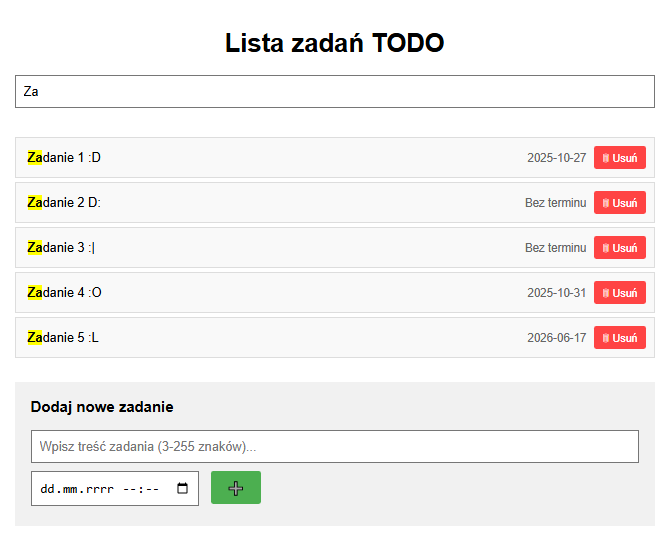 Lista zadań TODO
Za
Zadanie 1 :D 2025-10-27 Usuń
Zadanie 2 D: Bez terminu Usuń
Zadanie 3 :| Bez terminu Usuń
Zadanie 4 :O 2025-10-31 Usuń
Zadanie 5 :L 2026-06-17 Usuń
Dodaj nowe zadanie
Wpisz treść zadania (3-255 znaków)...
dd.mm.rrrr --:--